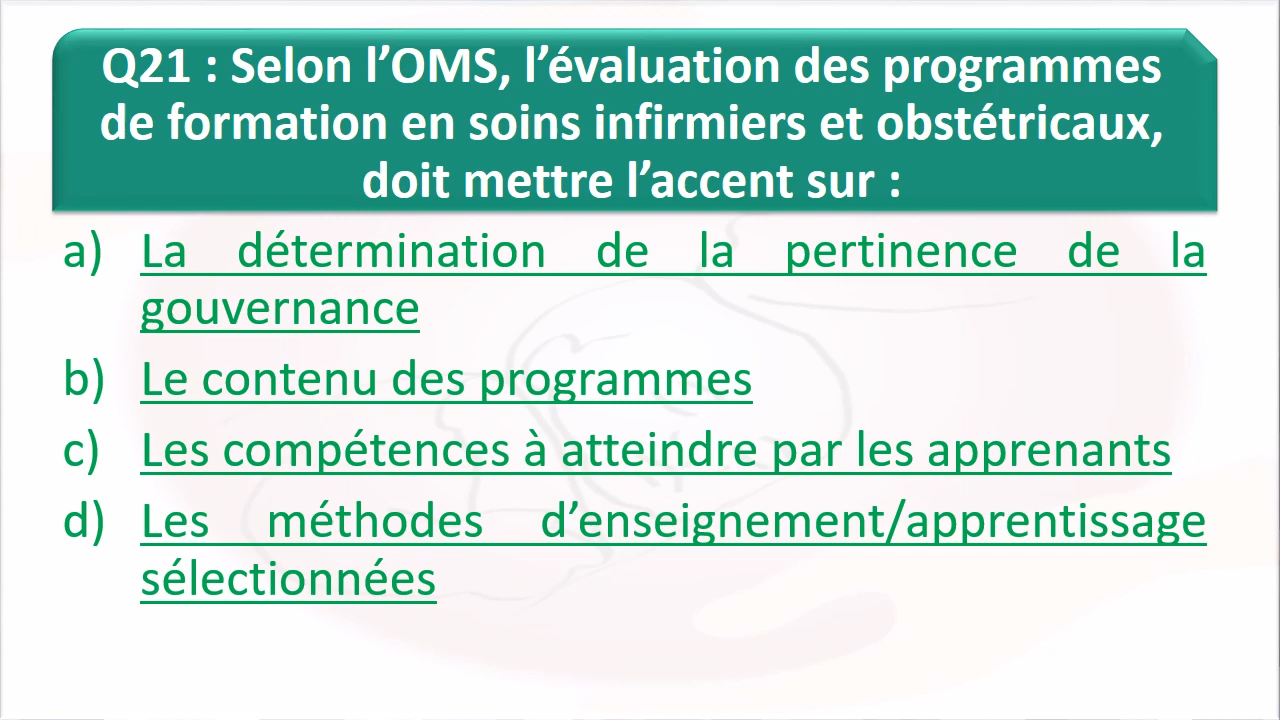 Q21 : Selon l’OMS, l’évaluation des programmes
de formation en soins infirmiers et obstétricaux,
doit mettre l’accent sur :
a) La détermination de la pertinence de la
gouvernance
b) Le contenu des programmes
c) Les compétences à atteindre par les apprenants
d) Les méthodes d’enseignement/apprentissage
sélectionnées